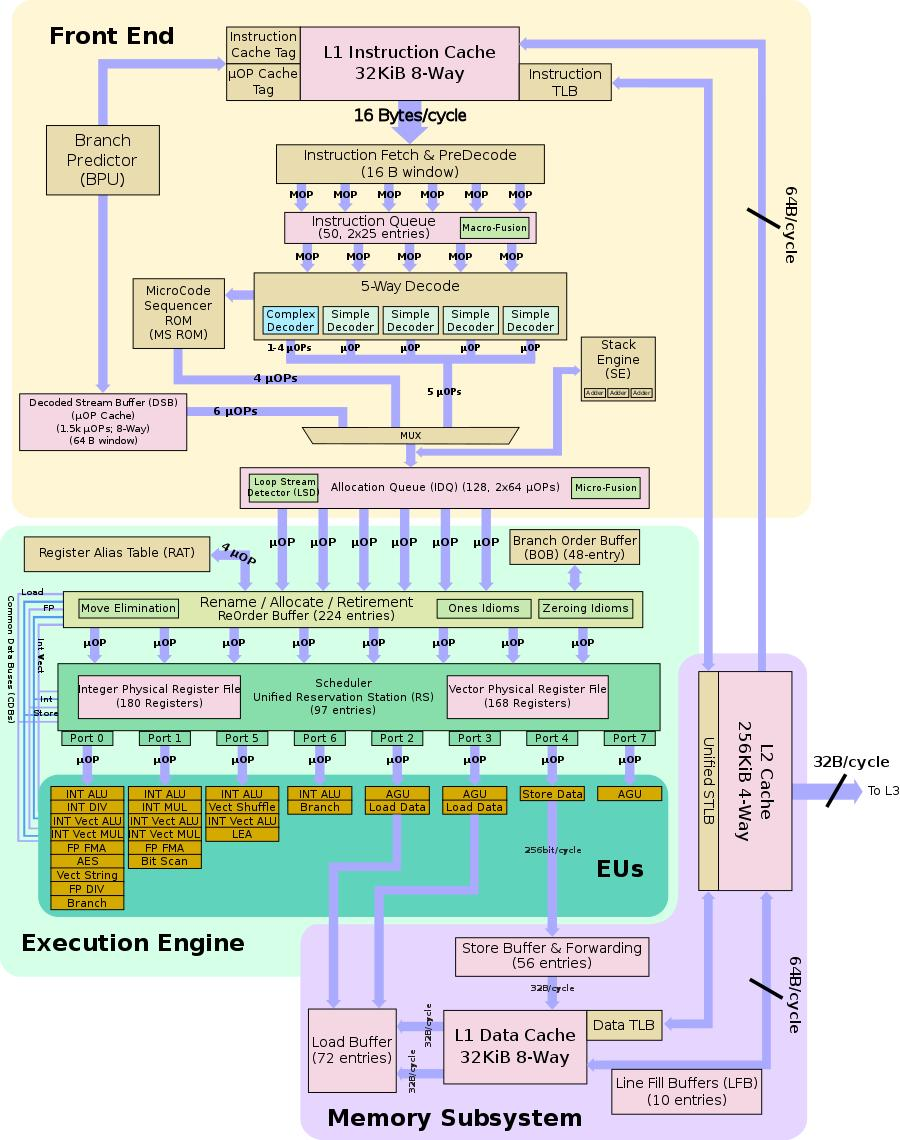 Front End
Instruction
Cache Tag
µOP Cache
Tag
L1 Instruction Cache
32KiB 8-Way
Instruction
TLB
16 Bytes/cycle
Branch
Predictor
(BPU)
Instruction Fetch & PreDecode
(16 B window)
MOP MOP MOP MOP MOP MOP
Instruction Queue
(50, 2x25 entries)
Macro-Fusion
64B/cycle
MOP MOP MOP MOP MOP
5-Way Decode
MicroCode
Sequencer
ROM
(MS ROM)
Complex
Decoder
Simple
Decoder
Simple
Decoder
Simple
Decoder
Simple
Decoder
1-4 µOPs µOP µOP µOP µOP
Stack
Engine
(SE)
Adder Adder Adder
4 µOPs
5 µOPs
Decoded Stream Buffer (DSB)
(µOP Cache)
(1.5k µOPs; 8-Way)
(64 B window)
6 µOPs
MUX
Loop Stream
Detector (LSD)
Allocation Queue (IDQ) (128, 2x64 µOPs)
Micro-Fusion
Register Alias Table (RAT)
4 µOP
µOP µOP µOP µOP µOP µOP
Branch Order Buffer
(BOB) (48-entry)
Load
FP
Common Data Buses (CDBs)
Int Vect
Int
Store
Move Elimination
Rename / Allocate / Retirement
ReOrder Buffer (224 entries)
Ones Idioms
Zeroing Idioms
µOP µOP µOP µOP µOP µOP µOP µOP
Integer Physical Register File
(180 Registers)
Scheduler
Unified Reservation Station (RS)
(97 entries)
Vector Physical Register File
(168 Registers)
Port 0 Port 1 Port 5 Port 6 Port 2 Port 3 Port 4 Port 7
µOP µOP µOP µOP µOP µOP µOP µOP
INT ALU
INT DIV
INT Vect ALU
INT Vect MUL
FP FMA
AES
Vect String
FP DIV
Branch
INT ALU
INT MUL
INT Vect ALU
INT Vect MUL
FP FMA
Bit Scan
INT ALU
Vect Shuffle
INT Vect ALU
LEA
INT ALU
Branch
AGU
Load Data
AGU
Load Data
Store Data
AGU
256bit/cycle
EUs
Execution Engine
Unified STLB
L2 Cache
256KiB 4-Way
32B/cycle
To L3
Store Buffer & Forwarding
(56 entries)
32B/cycle
64B/cycle
Load Buffer
(72 entries)
32B/cycle
32B/cycle
L1 Data Cache
32KiB 8-Way
Data TLB
Line Fill Buffers (LFB)
(10 entries)
Memory Subsystem